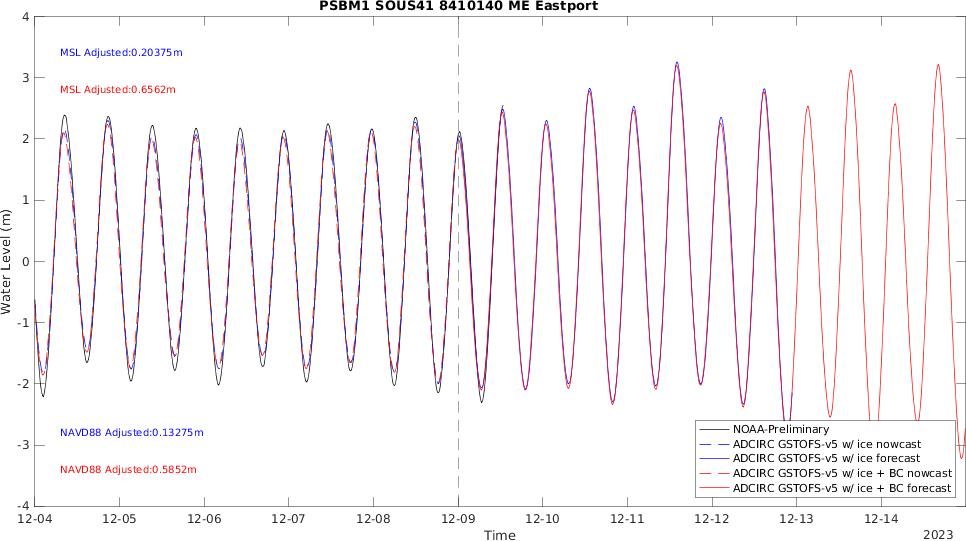 PSBM1 SOUS41 8410140 ME Eastport
4
3
2
1
0
-1
-2
-3
-4
Water Level (m)
MSL Adjusted:0.20375m
MSL Adjusted:0.6562m
NAVD88 Adjusted:0.13275m
NAVD88 Adjusted:0.5852m
NOAA-Preliminary
ADCIRC GSTOFS-v5 w/ ice nowcast
ADCIRC GSTOFS-v5 w/ ice forecast
ADCIRC GSTOFS-v5 w/ ice + BC nowcast
ADCIRC GSTOFS-v5 w/ ice + BC forecast
12-04 12-05 12-06 12-07 12-08 12-09 12-10 12-11 12-12 12-13 12-14
Time
2023